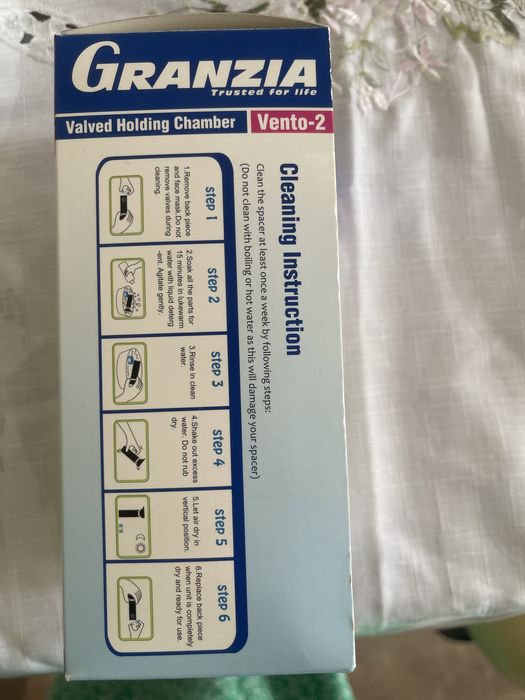 GRANZIA
Trusted for life
Valved Holding Chamber
Vento-2
Cleaning Instruction
Clean the spacer at least once a week by following steps:
(Do not clean with boiling or hot water as this will damage your spacer)
step 1
1.Remove back piece
and face mask.Do not
remove valves during
cleaning.
step 2
2.Soak all the parts for
15 minutes in lukewarm
water with liquid deterg
-ent. Agitate gently.
step 3
3.Rinse in clean
water.
step 4
4.Shake out excess
water. Do not rub
dry.
step 5
5.Let air dry in
vertical position.
step 6
6.Replace back piece
when unit is completely
dry and ready for use.